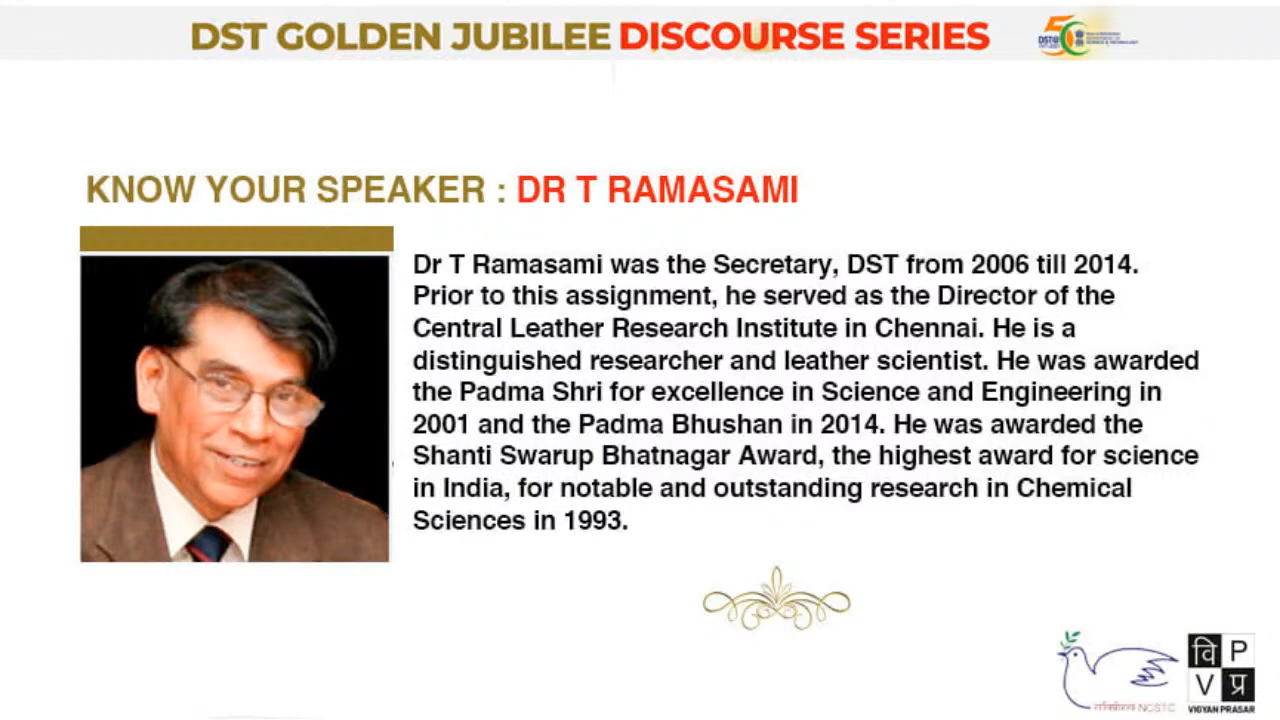 DST GOLDEN JUBILEE DISCOURSE SERIES
KNOW YOUR SPEAKER : DR T RAMASAMI
Dr T Ramasami was the Secretary, DST from 2006 till 2014.
Prior to this assignment, he served as the Director of the
Central Leather Research Institute in Chennai. He is a
distinguished researcher and leather scientist. He was awarded
the Padma Shri for excellence in Science and Engineering in
2001 and the Padma Bhushan in 2014. He was awarded the
Shanti Swarup Bhatnagar Award, the highest award for science
in India, for notable and outstanding research in Chemical
Sciences in 1993.
वि P
V प्र
NCSTC
VIGYAN PRASAR